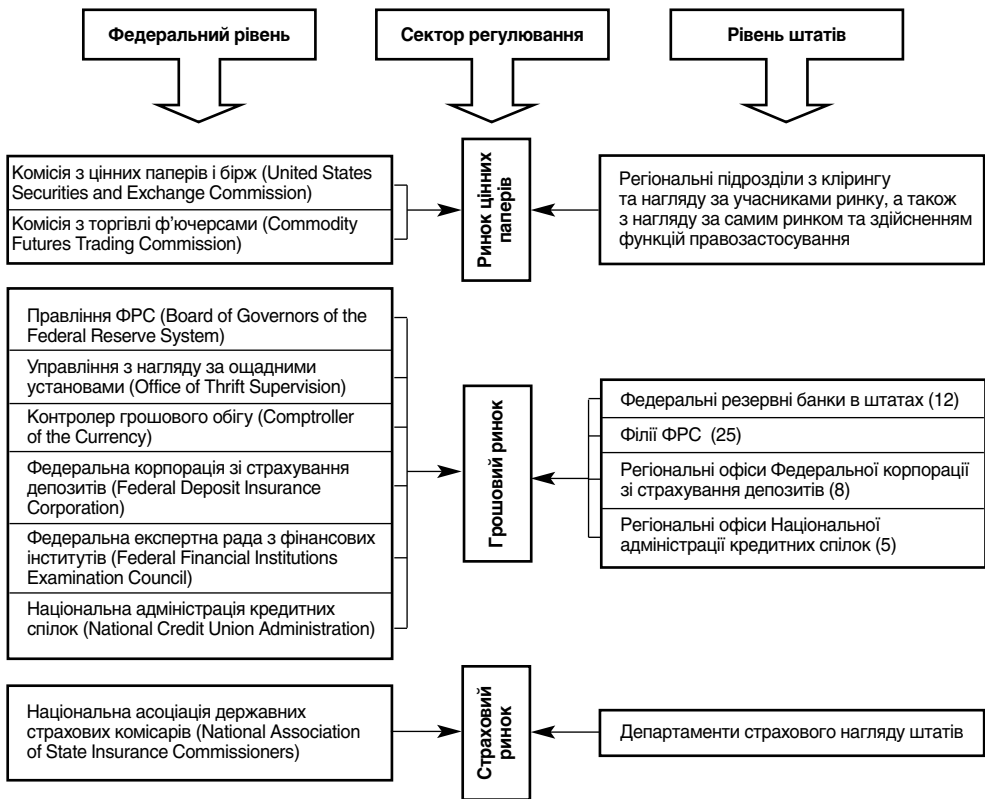 Федеральний рівень
Сектор регулювання
Рівень штатів
Комісія з цінних паперів і бірж (United States
Securities and Exchange Commission)
Комісія з торгівлі ф’ючерсами (Commodity
Futures Trading Commission)
Ринок цінних
паперів
Регіональні підрозділи з клірингу
та нагляду за учасниками ринку, а також
з нагляду за самим ринком та здійсненням
функцій правозастосування
Правління ФРС (Board of Governors of the
Federal Reserve System)
Управління з нагляду за ощадними
установами (Office of Thrift Supervision)
Контролер грошового обігу (Comptroller
of the Currency)
Федеральна корпорація зі страхування
депозитів (Federal Deposit Insurance
Corporation)
Федеральна експертна рада з фінансових
інститутів (Federal Financial Institutions
Examination Council)
Національна адміністрація кредитних
спілок (National Credit Union Administration)
Грошовий ринок
Федеральні резервні банки в штатах (12)
Філії ФРС (25)
Регіональні офіси Федеральної корпорації
зі страхування депозитів (8)
Регіональні офіси Національної
адміністрації кредитних спілок (5)
Національна асоціація державних
страхових комісарів (National Association
of State Insurance Commissioners)
Страховий
ринок
Департаменти страхового нагляду штатів